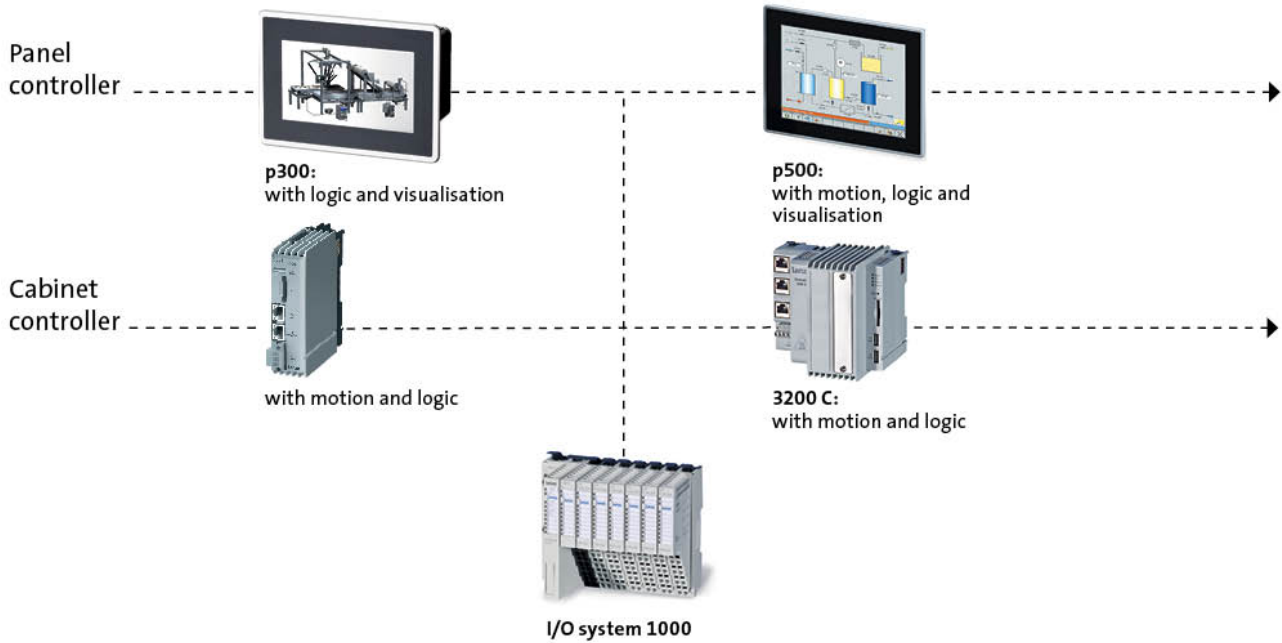 Panel
controller
p300:
with logic and visualisation
p500:
with motion, logic and
visualisation
Cabinet
controller
with motion and logic
3200 C:
with motion and logic
I/O system 1000